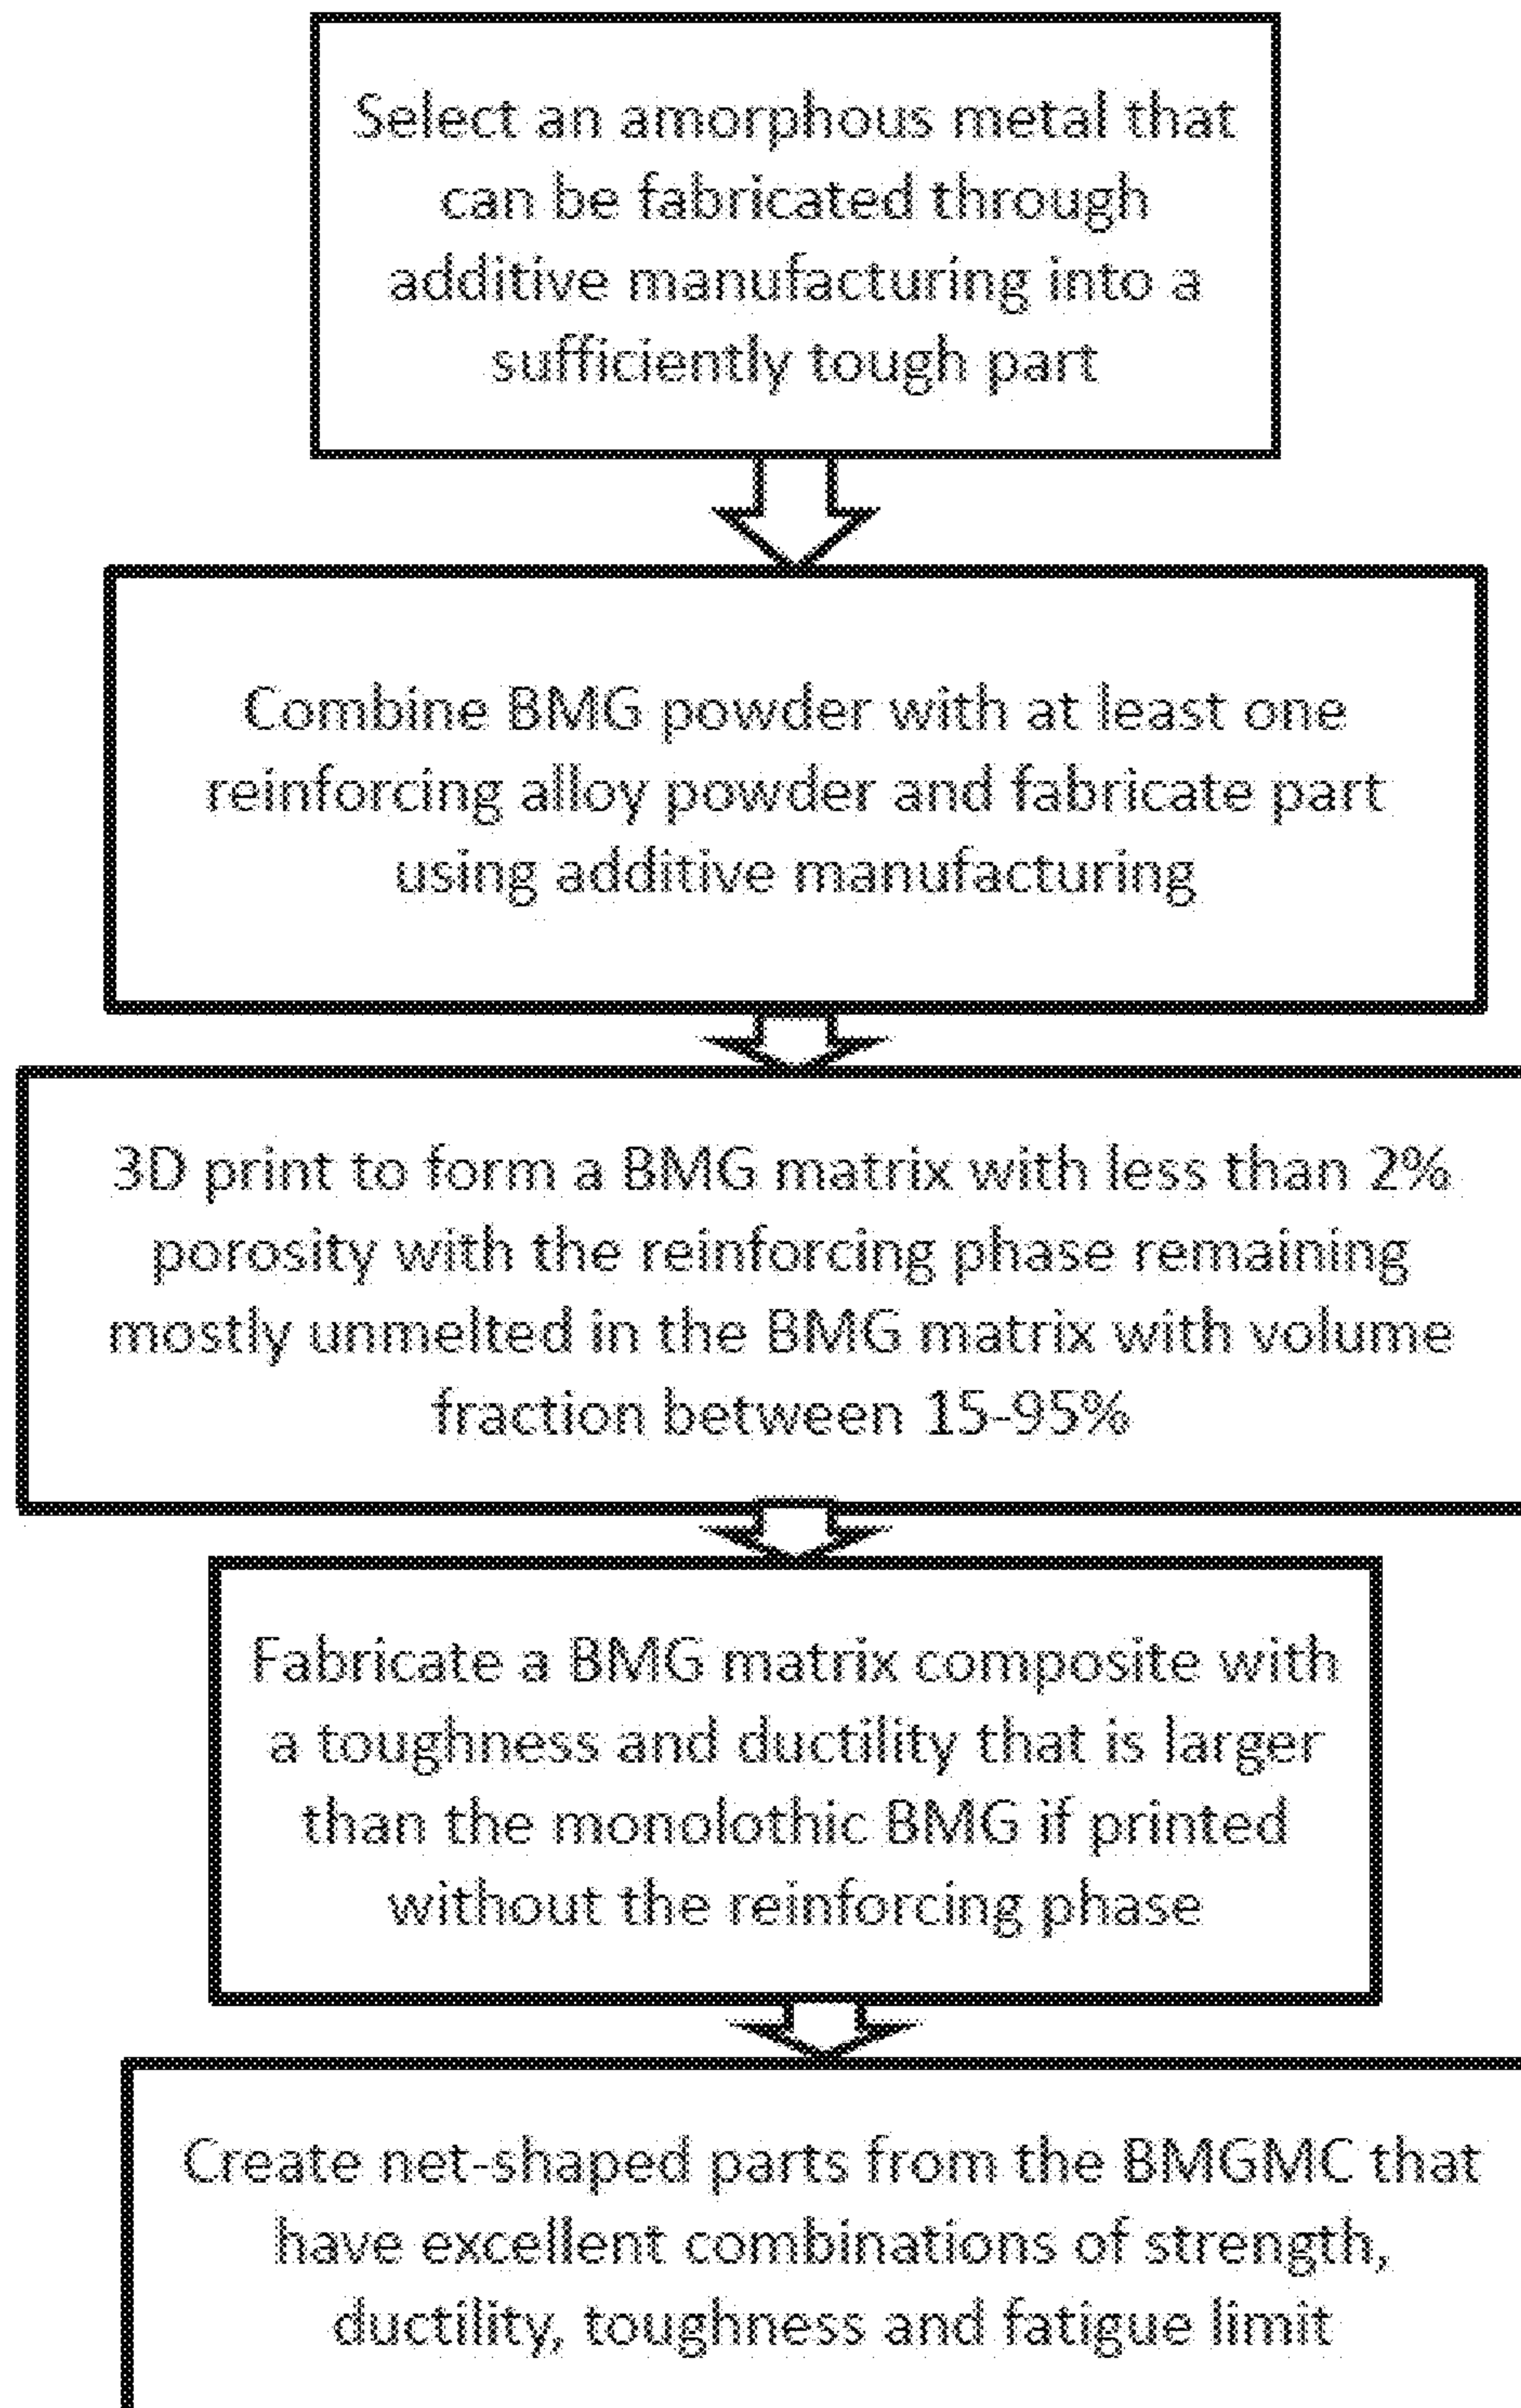 Select an amorphous metal that
can be fabricated through
additive manufacturing into a
sufficiently tough part
Combine BMG powder with at least one
reinforcing alloy powder and fabricate part
using additive manufacturing
3D print to form a BMG matrix with less than 2%
porosity with the reinforcing phase remaining
mostly unmelted in the BMG matrix with volume
fraction between 15-95%
Fabricate a BMG matrix composite with
a toughness and ductility that is larger
than the monolothic BMG if printed
without the reinforcing phase
Create net-shaped parts from the BMGMC that
have excellent combinations of strength,
ductility, toughness and fatigue limit